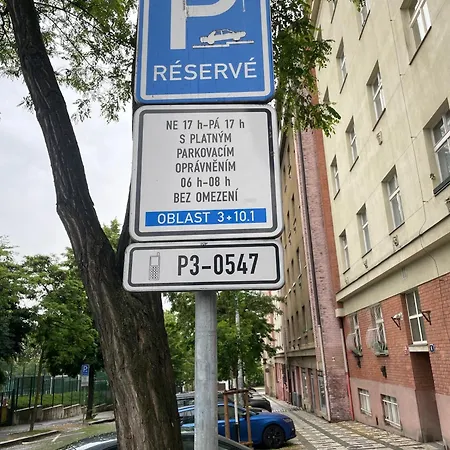 P
RÉSERVÉ
NE 17 h-PÁ 17 h
S PLATNÝM
PARKOVACÍM
OPRÁVNĚNÍM
06 h-08 h
BEZ OMEZENÍ
OBLAST 3+10.1
P3-0547